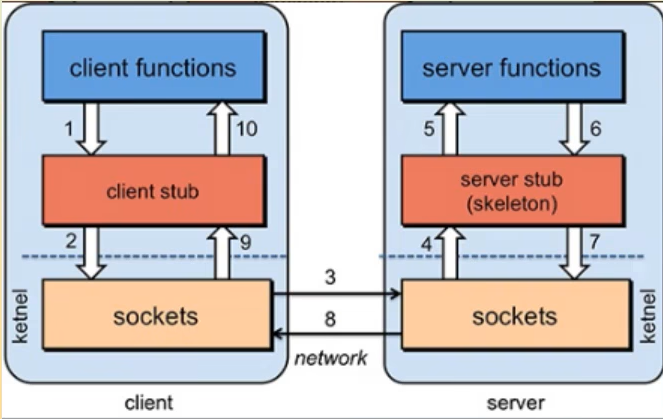 client functions
server functions
1
10
5
6
client stub
server stub
(skeleton)
2
9
4
7
3
ketnel
sockets
sockets
ketnel
8
network
client
server